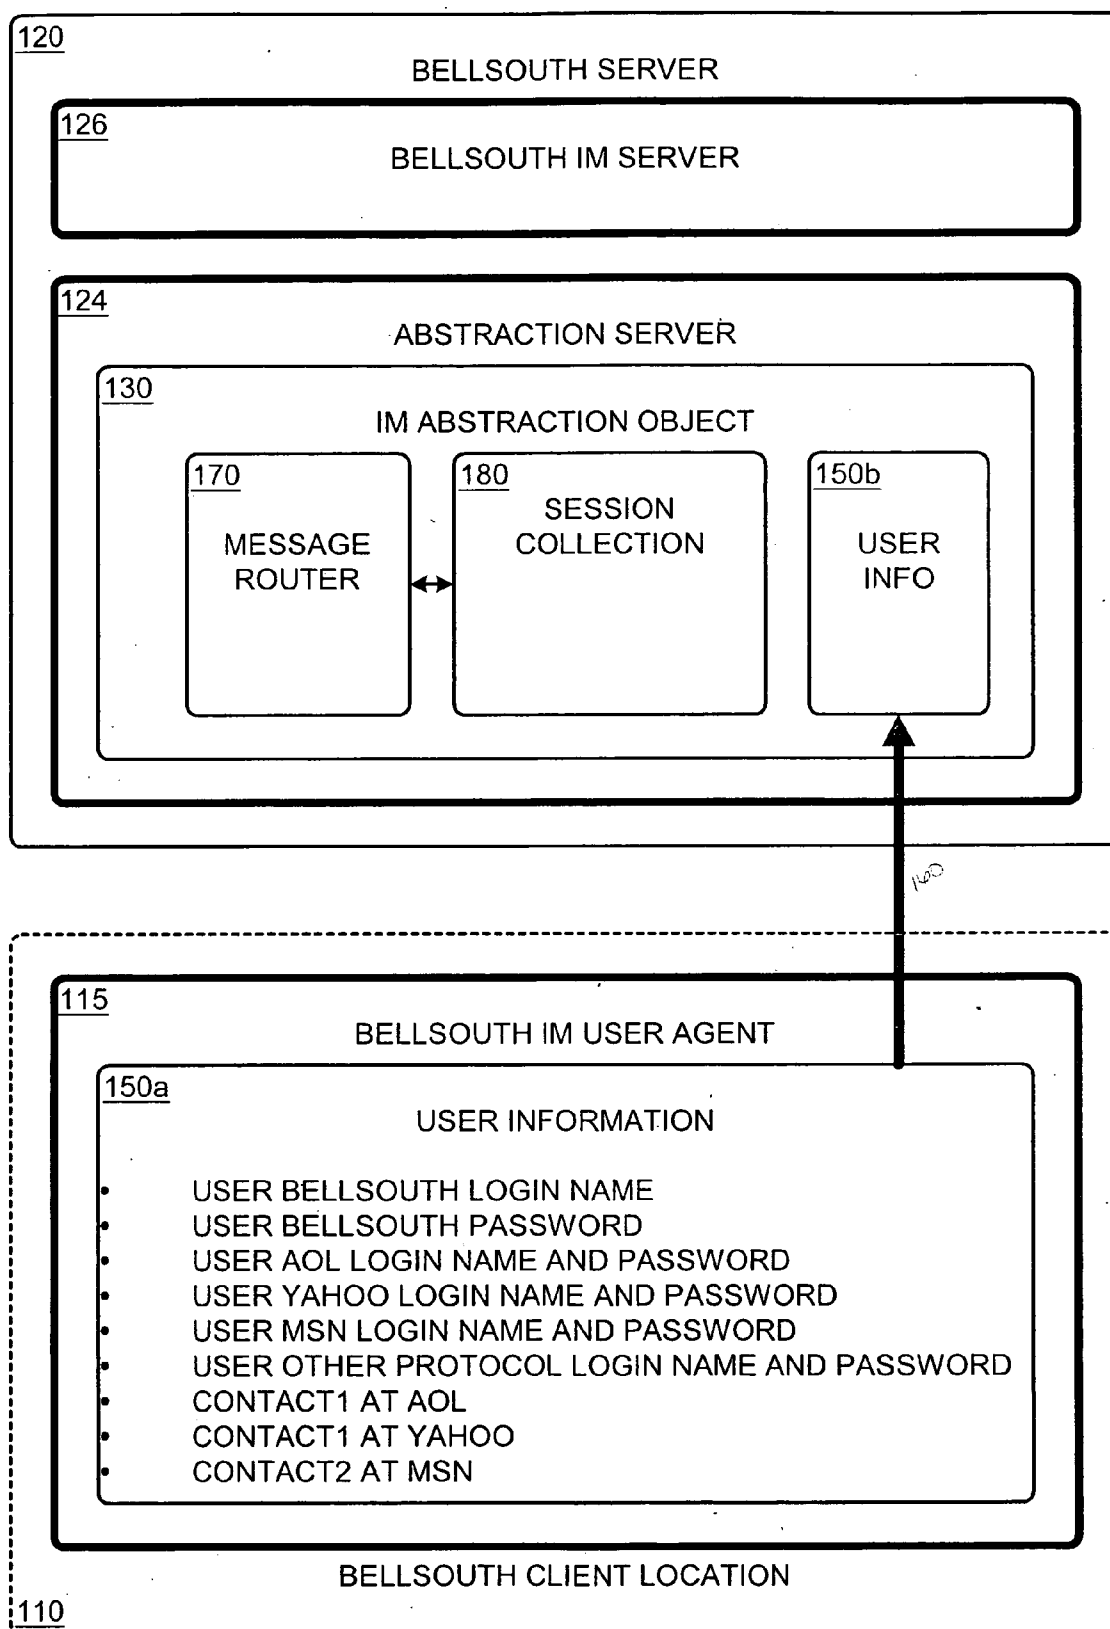 120
BELLSOUTH SERVER
126
BELLSOUTH IM SERVER
124
ABSTRACTION SERVER
130
IM ABSTRACTION OBJECT
170
MESSAGE
ROUTER
180
SESSION
COLLECTION
150b
USER
INFO
160
115
BELLSOUTH IM USER AGENT
150a
USER INFORMATION
• USER BELLSOUTH LOGIN NAME
• USER BELLSOUTH PASSWORD
• USER AOL LOGIN NAME AND PASSWORD
• USER YAHOO LOGIN NAME AND PASSWORD
• USER MSN LOGIN NAME AND PASSWORD
• USER OTHER PROTOCOL LOGIN NAME AND PASSWORD
• CONTACT1 AT AOL
• CONTACT1 AT YAHOO
• CONTACT2 AT MSN
BELLSOUTH CLIENT LOCATION
110